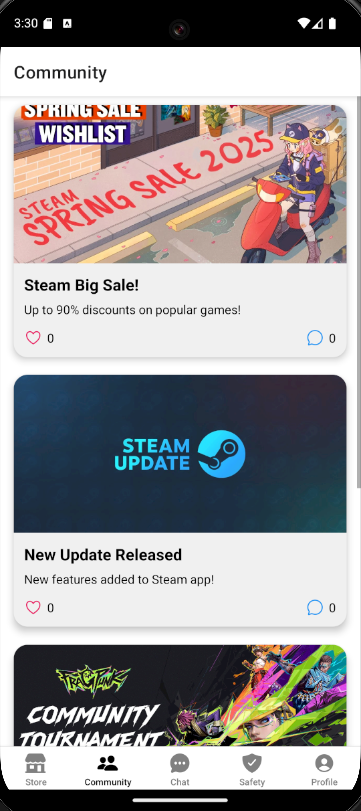 3:30
Community
SPRING SALE
WISHLIST
STEAM
SPRING SALE 2025
Steam Big Sale!
Up to 90% discounts on popular games!
0
0
STEAM
UPDATE
New Update Released
New features added to Steam app!
0
0
FRAGPUNK
COMMUNITY
TOURNAMENT
Store
Community
Chat
Safety
Profile